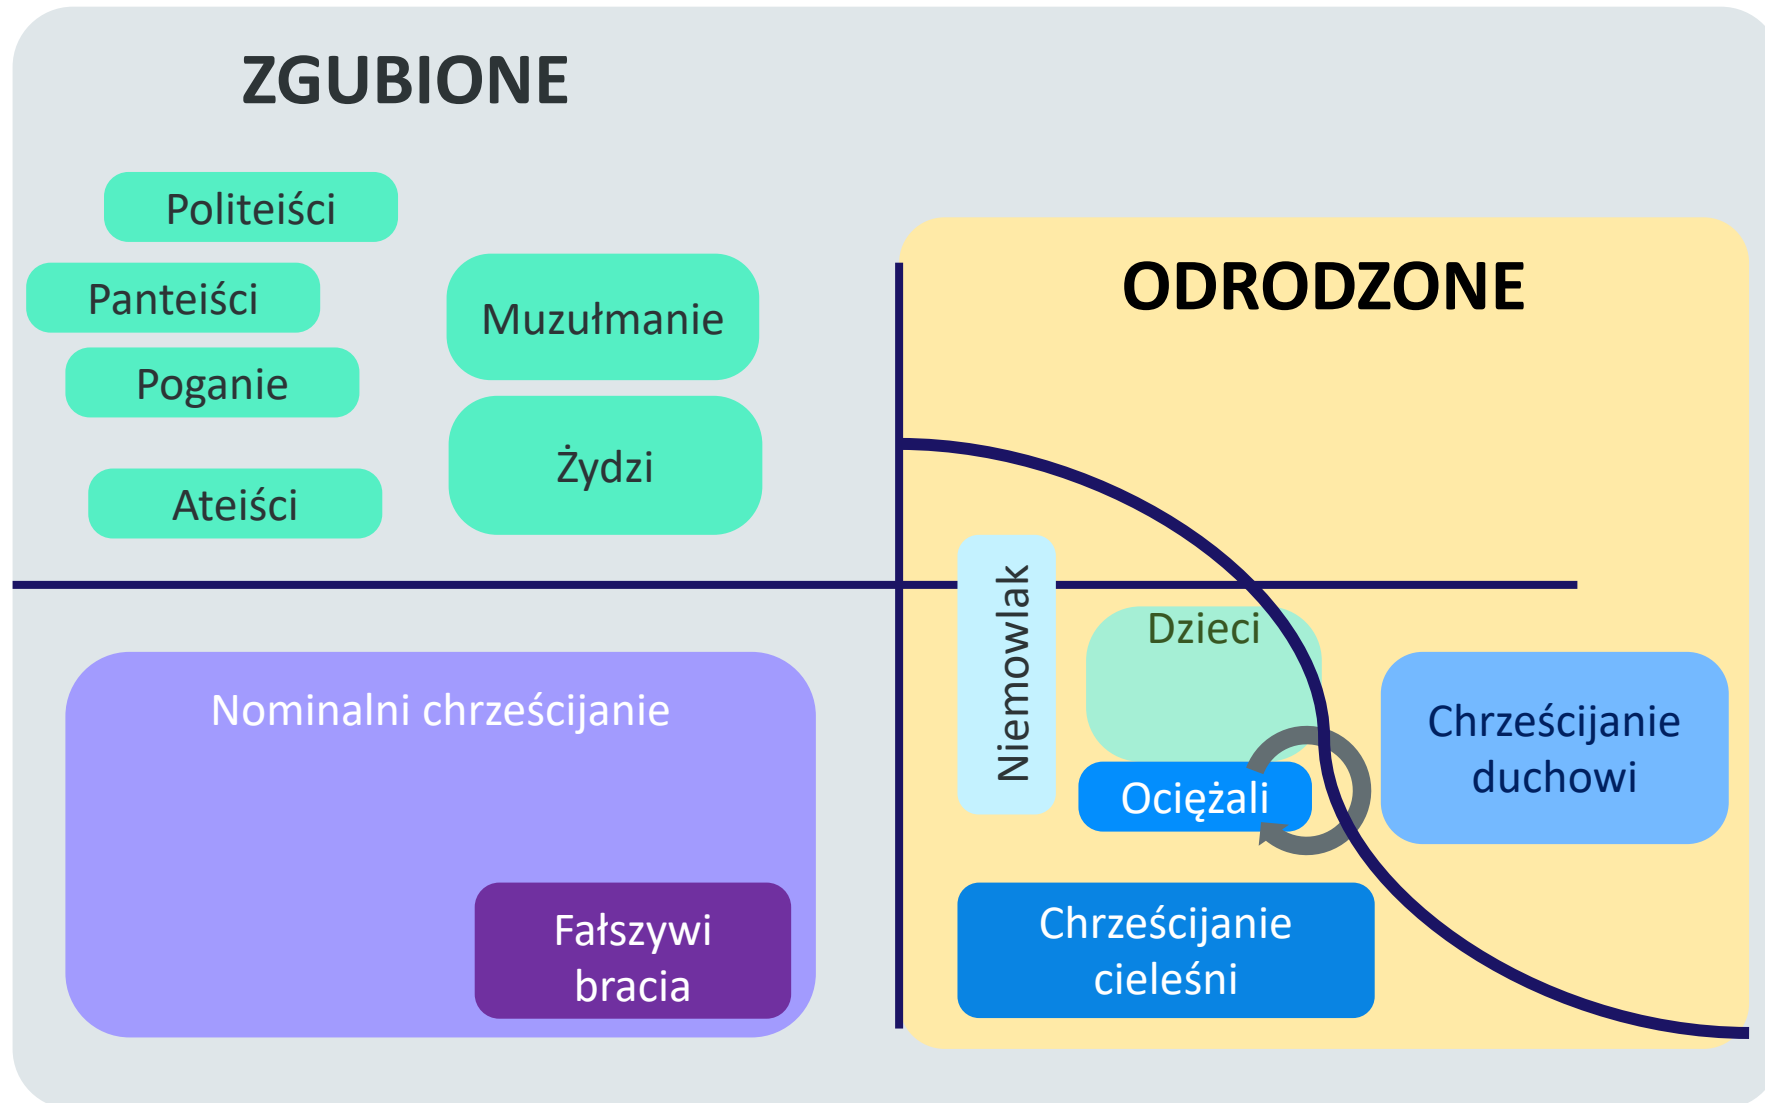 ZGUBIONE
Politeiści
Panteiści
Poganie
Ateiści
Muzułmanie
Żydzi
Nominalni chrześcijanie
Fałszywi
bracia
ODRODZONE
Niemowlak
Dzieci
Ociężali
Chrześcijanie
duchowi
Chrześcijanie
cieleśni